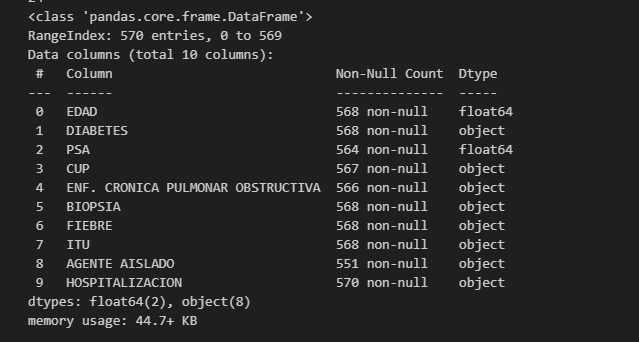 <class 'pandas.core.frame.DataFrame'>
RangeIndex: 570 entries, 0 to 569
Data columns (total 10 columns):
 #   Column                             Non-Null Count  Dtype
---  ------                             --------------  -----
 0   EDAD                               568 non-null    float64
 1   DIABETES                           568 non-null    object
 2   PSA                                564 non-null    float64
 3   CUP                                567 non-null    object
 4   ENF. CRONICA PULMONAR OBSTRUCTIVA  566 non-null    object
 5   BIOPSIA                            568 non-null    object
 6   FIEBRE                             568 non-null    object
 7   ITU                                568 non-null    object
 8   AGENTE AISLADO                     551 non-null    object
 9   HOSPITALIZACION                    570 non-null    object
dtypes: float64(2), object(8)
memory usage: 44.7+ KB